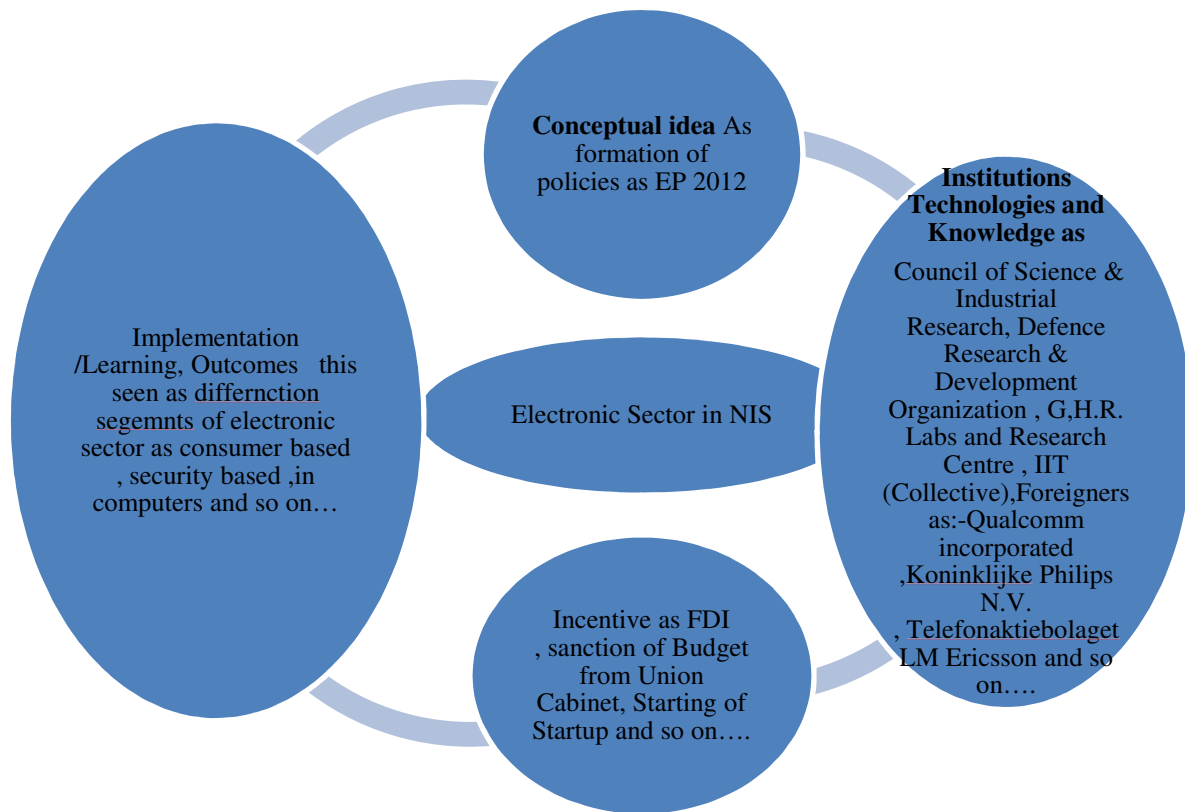 Conceptual idea As
formation of
policies as EP 2012
Institutions
Technologies and
Knowledge as
Council of Science &
Industrial
Research, Defence
Research &
Development
Organization , G,H.R.
Labs and Research
Centre , IIT
(Collective),Foreigners
as:-Qualcomm
incorporated
,Koninklijke Philips
N.V.
, Telefonaktiebolaget
LM Ericsson and so
on….
Implementation
/Learning, Outcomes this
seen as differnction
segemnts of electronic
sector as consumer based
, security based ,in
computers and so on…
Electronic Sector in NIS
Incentive as FDI
, sanction of Budget
from Union
Cabinet, Starting of
Startup and so on….